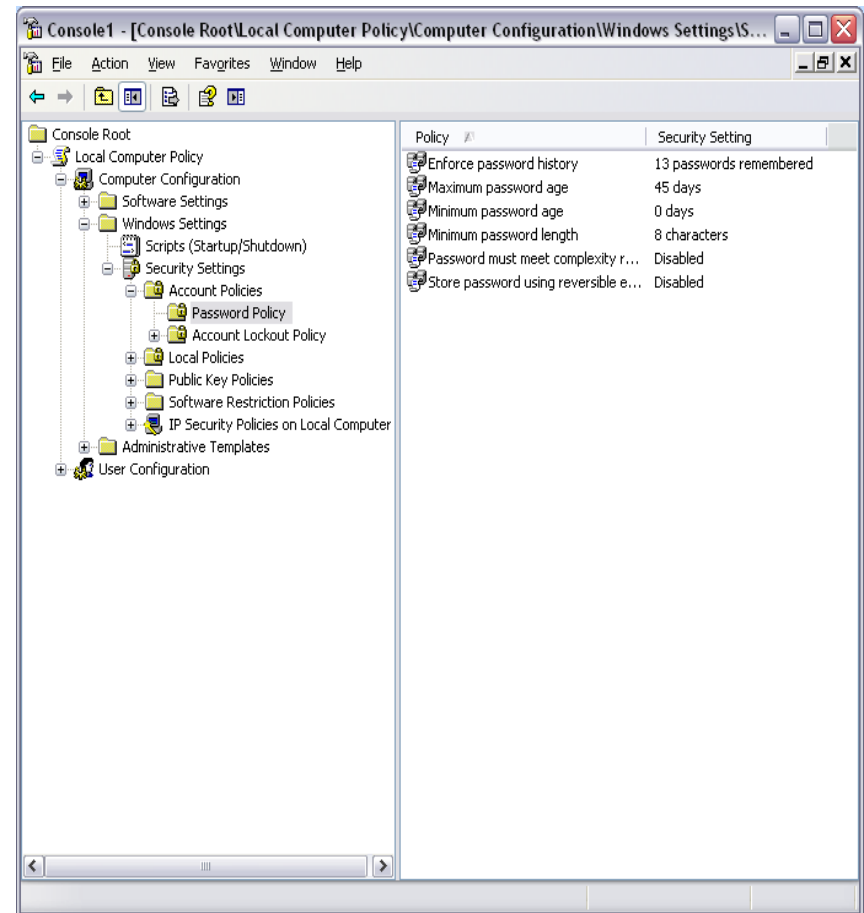 Console1 - [Console Root\Local Computer Policy\Computer Configuration\Windows Settings\S...
File Action View Favorites Window Help
Console Root
Local Computer Policy
Computer Configuration
Software Settings
Windows Settings
Scripts (Startup/Shutdown)
Security Settings
Account Policies
Password Policy
Account Lockout Policy
Local Policies
Public Key Policies
Software Restriction Policies
IP Security Policies on Local Computer
Administrative Templates
User Configuration
Policy Security Setting
Enforce password history 13 passwords remembered
Maximum password age 45 days
Minimum password age 0 days
Minimum password length 8 characters
Password must meet complexity r... Disabled
Store password using reversible e... Disabled